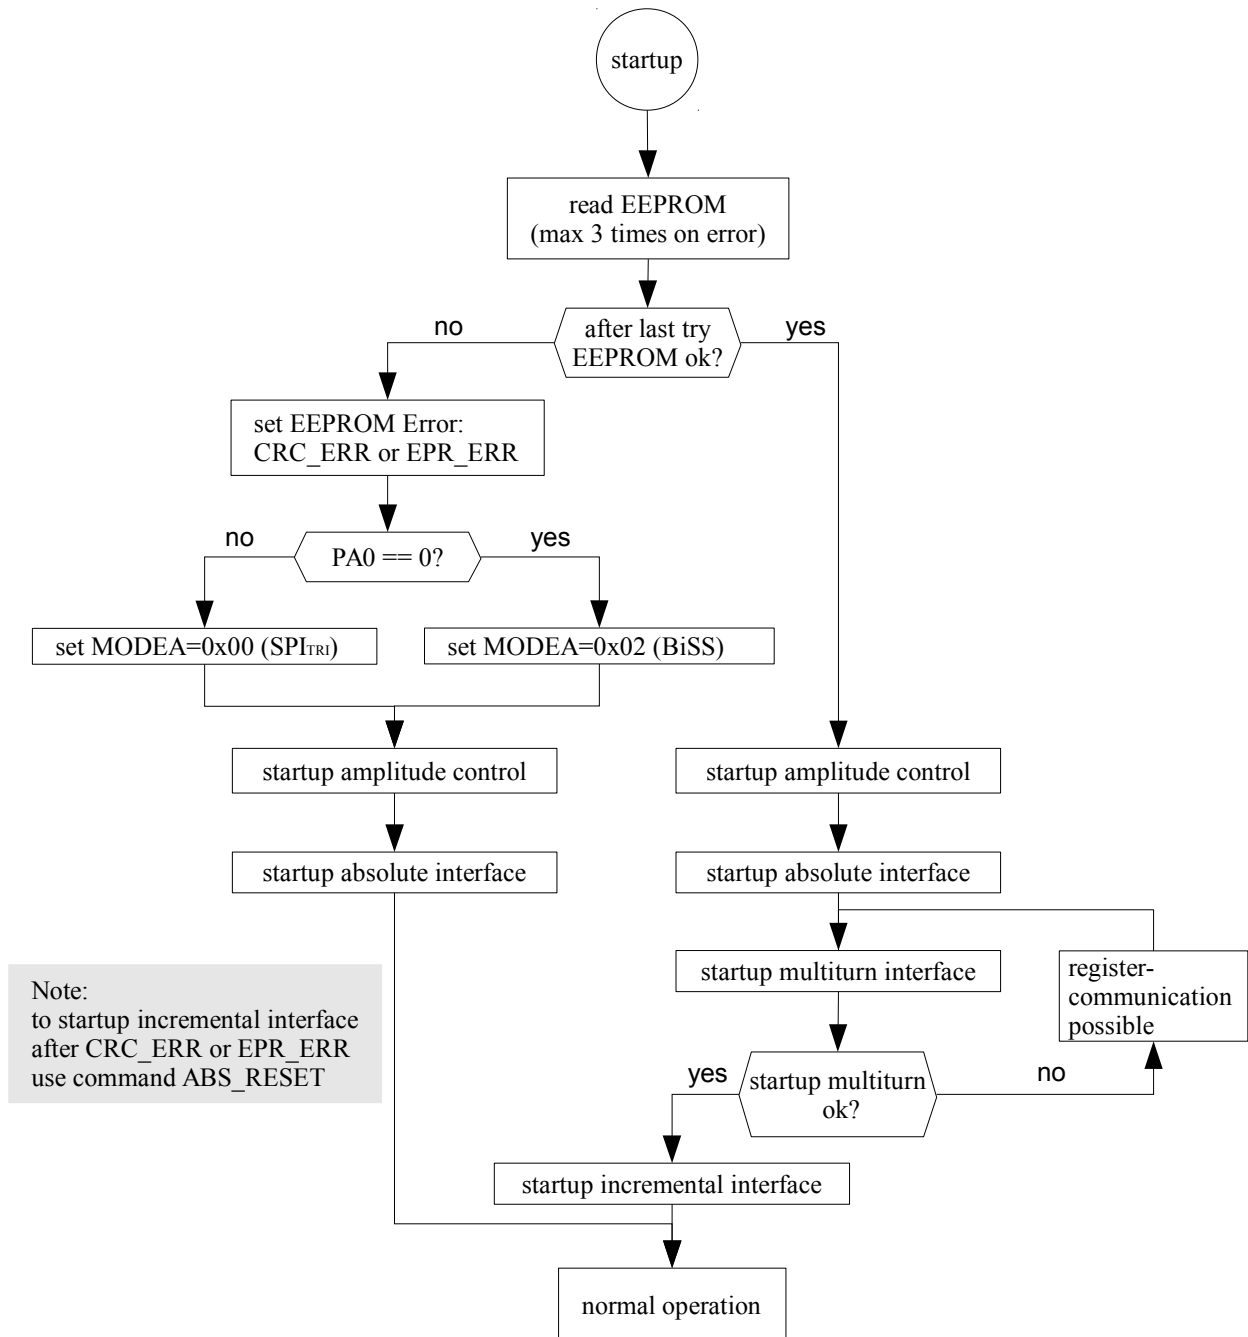 startup
read EEPROM
(max 3 times on error)
no
after last try
EEPROM ok?
yes
set EEPROM Error:
CRC_ERR or EPR_ERR
no
PA0 == 0?
yes
set MODEA=0x00 (SPITRI)
set MODEA=0x02 (BiSS)
startup amplitude control
startup amplitude control
startup absolute interface
startup absolute interface
startup multiturn interface
register-
communication
possible
Note:
to startup incremental interface
after CRC_ERR or EPR_ERR
use command ABS_RESET
yes
startup multiturn
ok?
no
startup incremental interface
normal operation